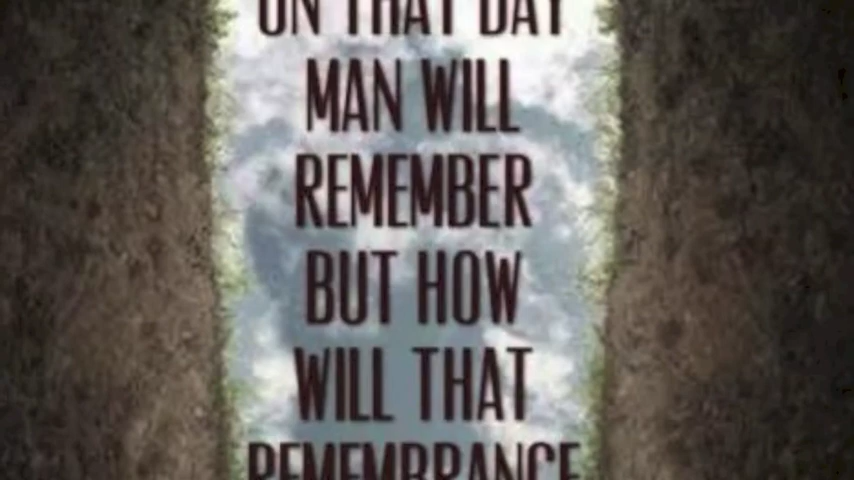 ON THAT DAY
MAN WILL
REMEMBER
BUT HOW
WILL THAT
REMEMBRANCE